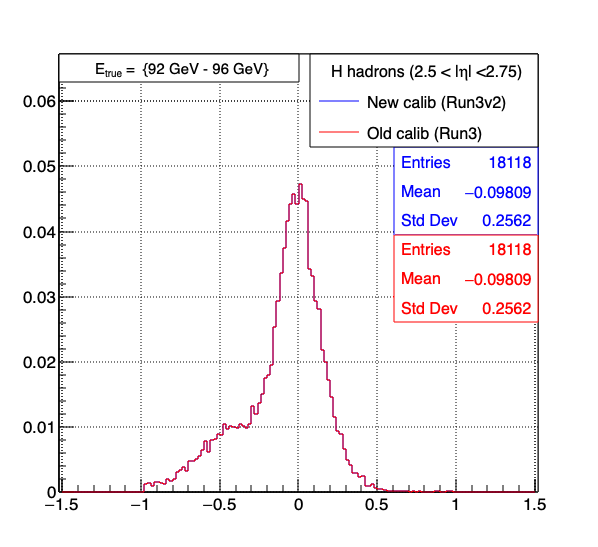 E_true = {92 GeV - 96 GeV}
H hadrons (2.5 < |η| <2.75)
New calib (Run3v2)
Old calib (Run3)
Entries 18118
Mean −0.09809
Std Dev 0.2562
Entries 18118
Mean −0.09809
Std Dev 0.2562
0.06
0.05
0.04
0.03
0.02
0.01
0
−1.5 −1 −0.5 0 0.5 1 1.5